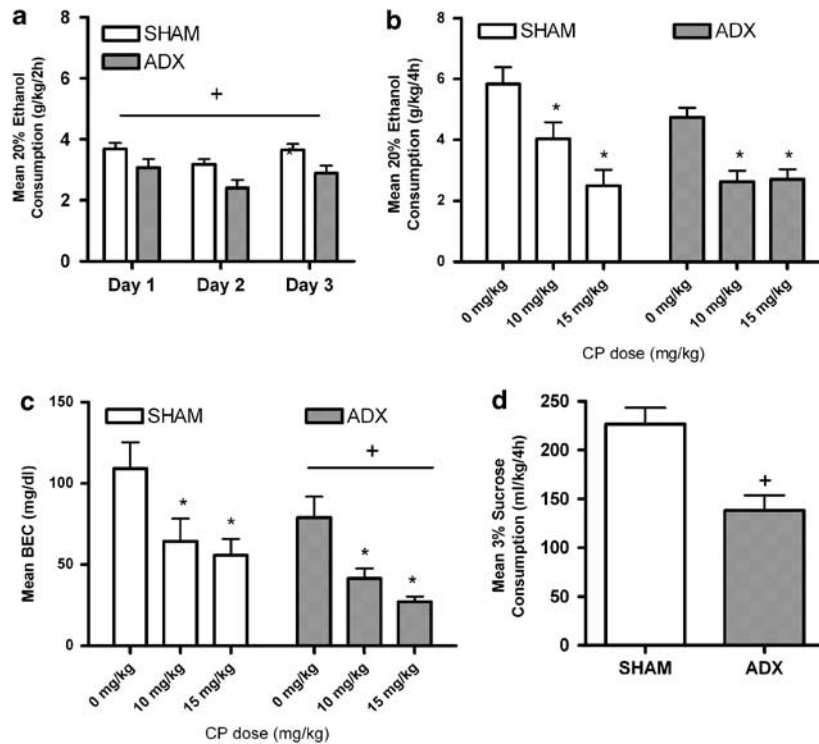 a
SHAM
ADX
Mean 20% Ethanol
Consumption (g/kg/2h)
8
6
4
2
0
+
*
Day 1
Day 2
Day 3
b
SHAM
ADX
Mean 20% Ethanol
Consumption (g/kg/4h)
8
6
4
2
0
*
*
*
*
0 mg/kg
10 mg/kg
15 mg/kg
0 mg/kg
10 mg/kg
15 mg/kg
CP dose (mg/kg)
c
SHAM
ADX
Mean BEC (mg/dl)
150
100
50
0
*
*
+
*
*
0 mg/kg
10 mg/kg
15 mg/kg
0 mg/kg
10 mg/kg
15 mg/kg
CP dose (mg/kg)
d
Mean 3% Sucrose
Consumption (ml/kg/4h)
250
200
150
100
50
0
+
SHAM
ADX